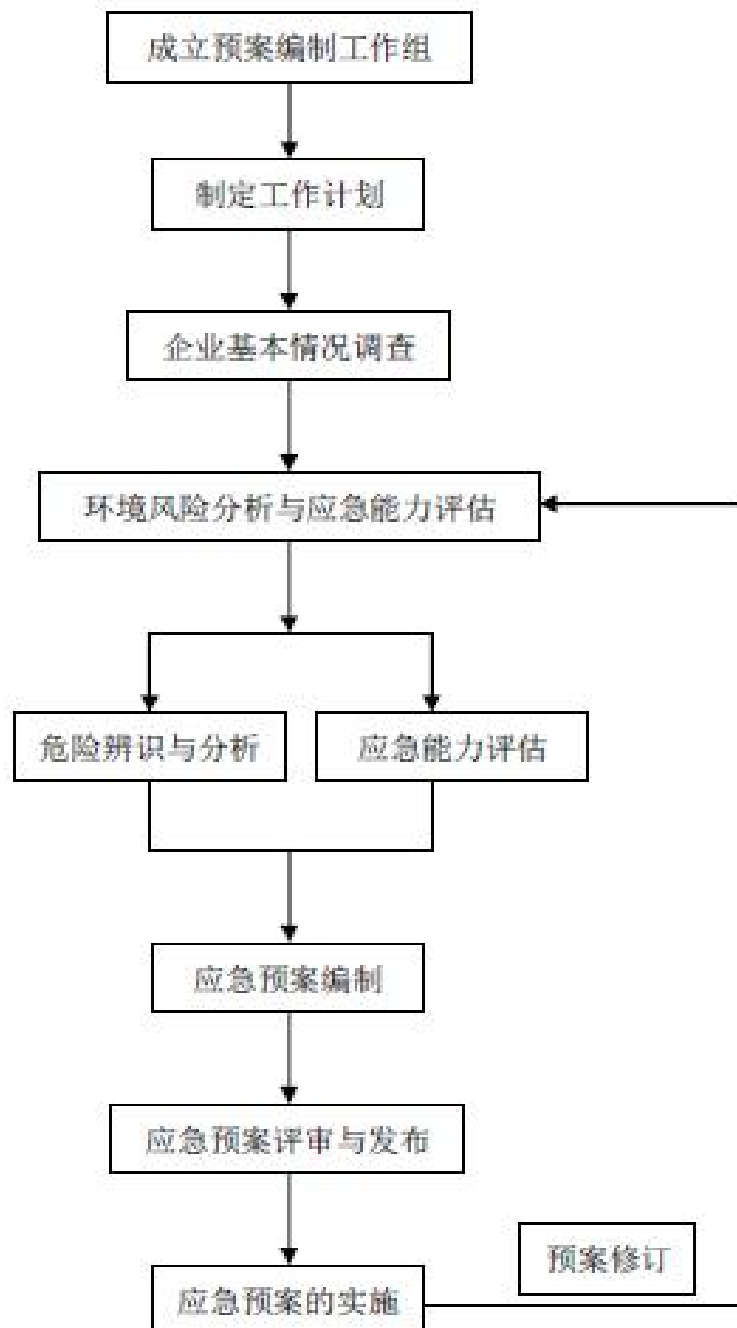 成立预案编制工作组
制定工作计划
企业基本情况调查
环境风险分析与应急能力评估
危险辨识与分析
应急能力评估
应急预案编制
应急预案评审与发布
预案修订
应急预案的实施